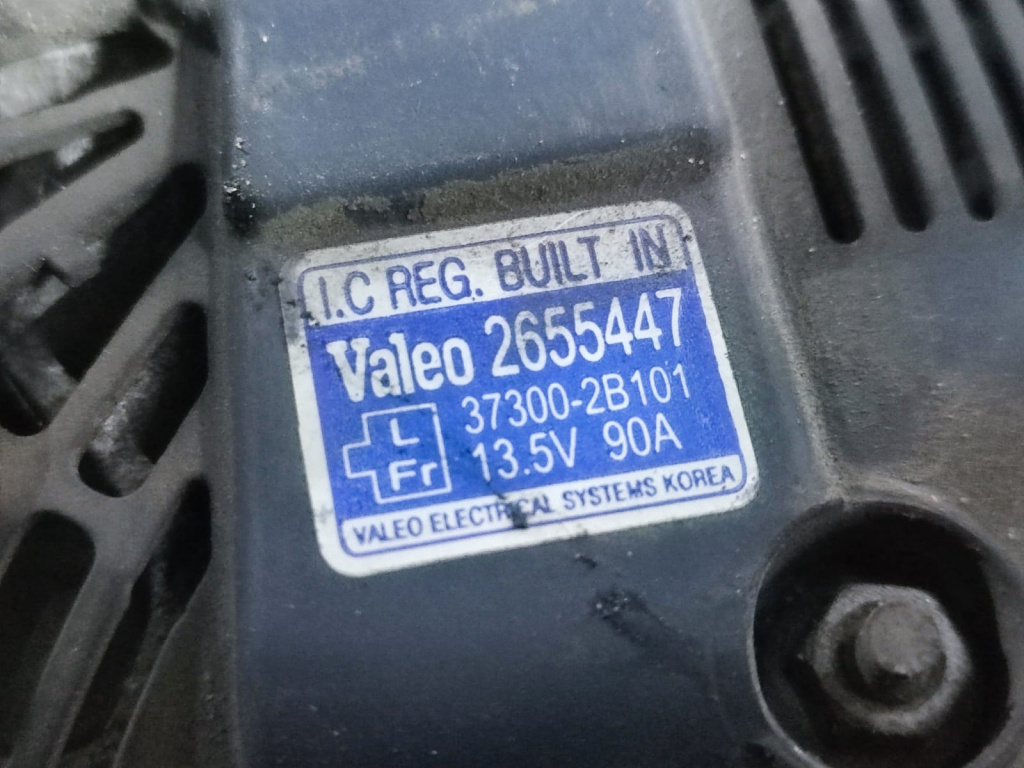 I.C REG. BUILT IN
Valeo 2655447
37300-2B101
L
Fr
13.5V 90A
VALEO ELECTRICAL SYSTEMS KOREA